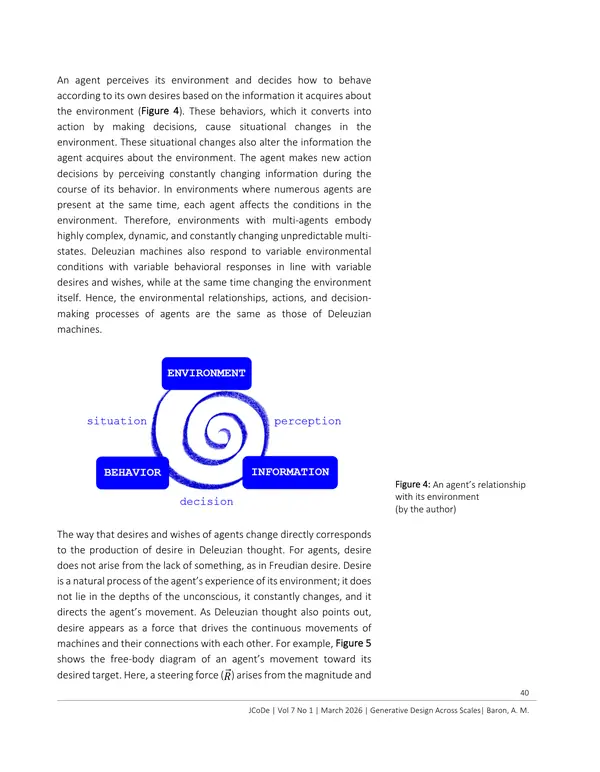 An agent perceives its environment and decides how to behave
according to its own desires based on the information it acquires about
the environment (Figure 4). These behaviors, which it converts into
action by making decisions, cause situational changes in the
environment. These situational changes also alter the information the
agent acquires about the environment. The agent makes new action
decisions by perceiving constantly changing information during the
course of its behavior. In environments where numerous agents are
present at the same time, each agent affects the conditions in the
environment. Therefore, environments with multi-agents embody
highly complex, dynamic, and constantly changing unpredictable multi-
states. Deleuzian machines also respond to variable environmental
conditions with variable behavioral responses in line with variable
desires and wishes, while at the same time changing the environment
itself. Hence, the environmental relationships, actions, and decision-
making processes of agents are the same as those of Deleuzian
machines.
ENVIRONMENT
situation
perception
BEHAVIOR
INFORMATION
decision
Figure 4: An agent's relationship
with its environment
(by the author)
The way that desires and wishes of agents change directly corresponds
to the production of desire in Deleuzian thought. For agents, desire
does not arise from the lack of something, as in Freudian desire. Desire
is a natural process of the agent's experience of its environment; it does
not lie in the depths of the unconscious, it constantly changes, and it
directs the agent's movement. As Deleuzian thought also points out,
desire appears as a force that drives the continuous movements of
machines and their connections with each other. For example, Figure 5
shows the free-body diagram of an agent's movement toward its
desired target. Here, a steering force (R⃗) arises from the magnitude and
40
JCoDe | Vol 7 No 1 | March 2026 | Generative Design Across Scales| Baron, A. M.